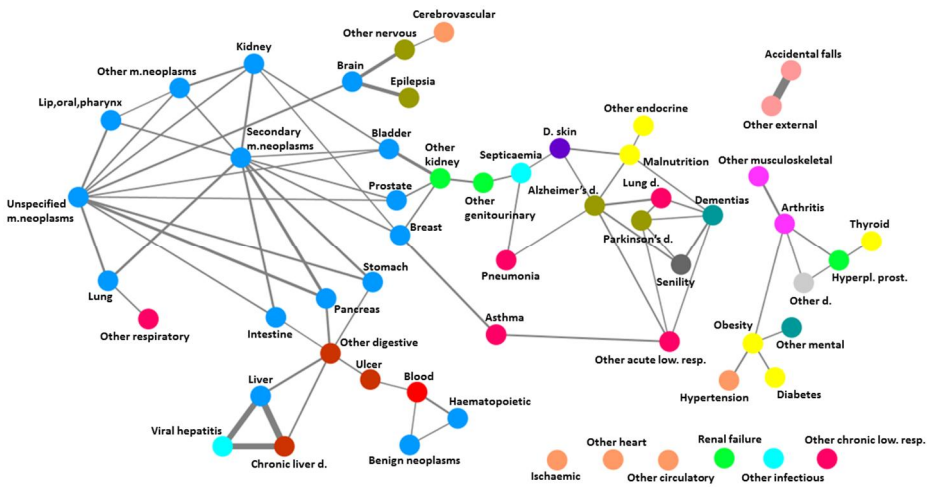 Cerebrovascular
Other nervous
Kidney
Accidental falls
Other m.neoplasms
Brain
Epilepsia
Lip,oral,pharynx
Other endocrine
Other external
Secondary
m.neoplasms
Bladder
D. skin
Other
kidney
Septicaemia
Malnutrition
Other musculoskeletal
Prostate
Alzheimer's d.
Lung d.
Dementias
Unspecified
m.neoplasms
Other
genitourinary
Arthritis
Thyroid
Breast
Parkinson's d.
Stomach
Pneumonia
Senility
Hyperpl. prost.
Lung
Other d.
Pancreas
Asthma
Obesity
Other respiratory
Intestine
Other digestive
Other mental
Other acute low. resp.
Ulcer
Liver
Blood
Hypertension
Diabetes
Haematopoietic
Viral hepatitis
Chronic liver d.
Benign neoplasms
Other heart
Renal failure
Other chronic low. resp.
Ischaemic
Other circulatory
Other infectious